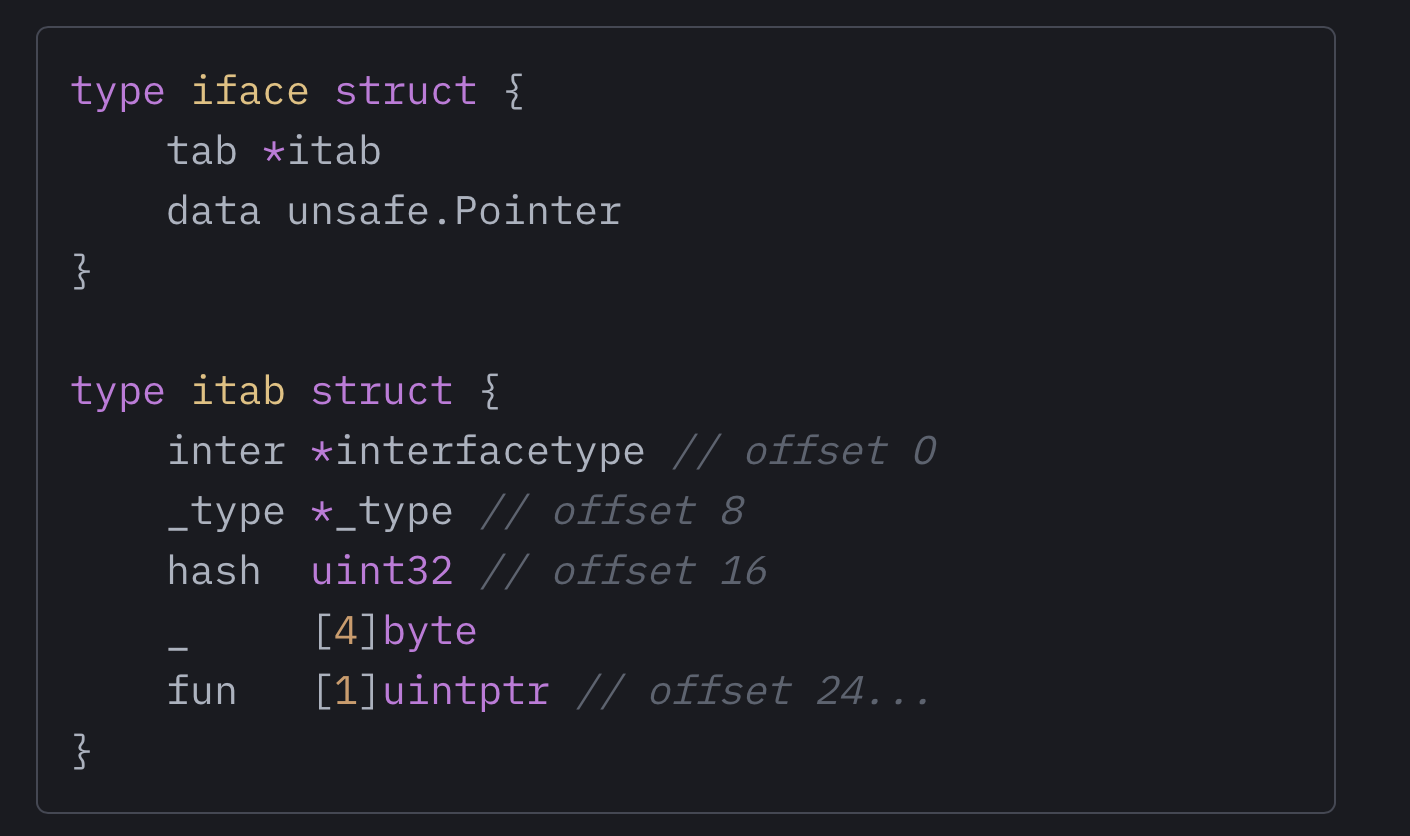 type iface struct {
    tab *itab
    data unsafe.Pointer
}

type itab struct {
    inter *interfacetype // offset 0
    _type *_type // offset 8
    hash  uint32 // offset 16
    _     [4]byte
    fun   [1]uintptr // offset 24...
}